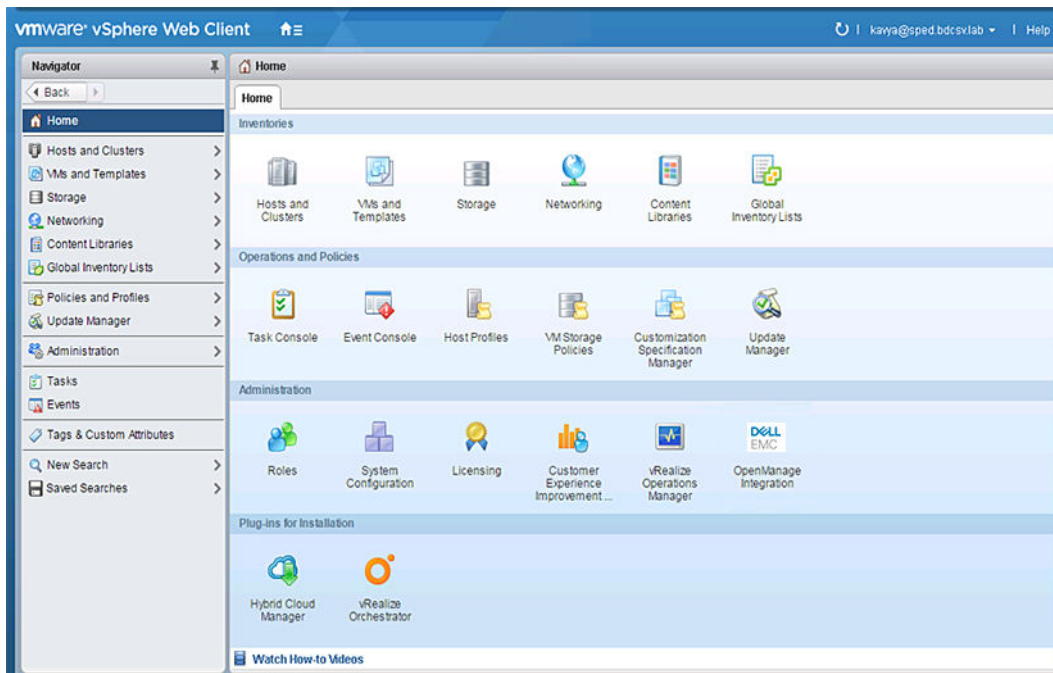 vmware® vSphere Web Client
kavya@sped.bdcsv.lab
Help
Navigator
Back
Home
Hosts and Clusters
VMs and Templates
Storage
Networking
Content Libraries
Global Inventory Lists
Policies and Profiles
Update Manager
Administration
Tasks
Events
Tags & Custom Attributes
New Search
Saved Searches
Home
Home
Inventories
Hosts and
Clusters
VMs and
Templates
Storage
Networking
Content
Libraries
Global
Inventory Lists
Operations and Policies
Task Console
Event Console
Host Profiles
VM Storage
Policies
Customization
Specification
Manager
Update
Manager
Administration
Roles
System
Configuration
Licensing
Customer
Experience
Improvement ...
vRealize
Operations
Manager
DELL
EMC
OpenManage
Integration
Plug-ins for Installation
Hybrid Cloud
Manager
vRealize
Orchestrator
Watch How-to Videos